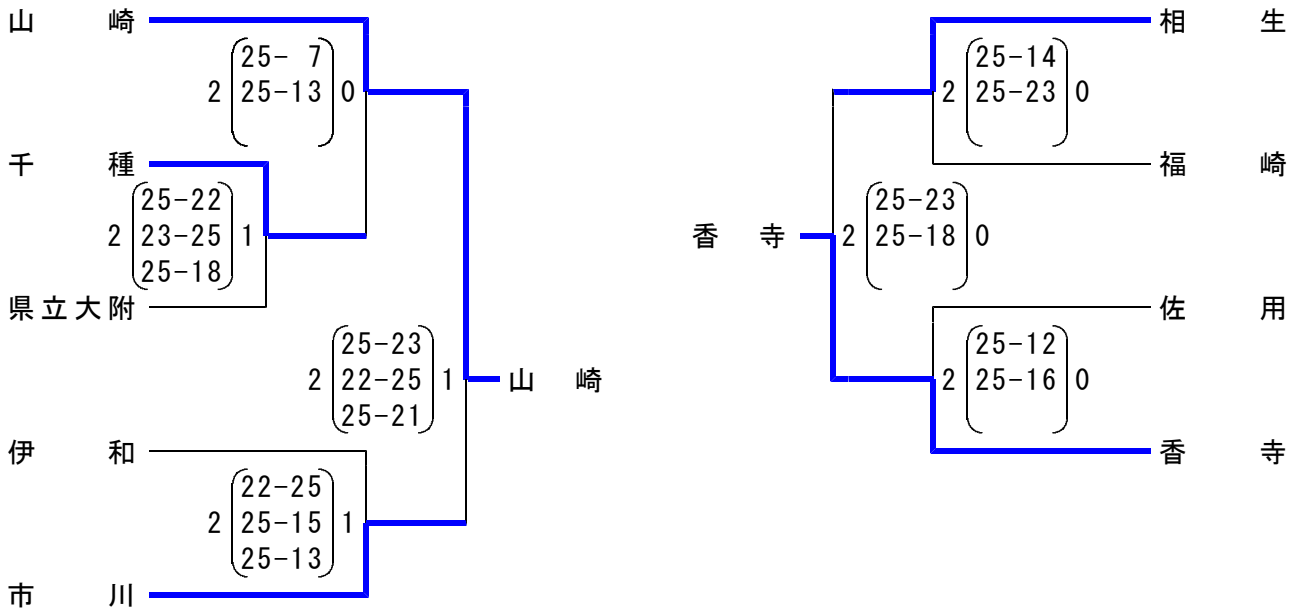 山崎
25- 7
2 25-13 0
千種
25-22
2 23-25 1
25-18
県立大附
25-23
2 22-25 1
25-21
山崎
伊和
22-25
2 25-15 1
25-13
市川
相生
25-14
2 25-23 0
福崎
25-23
香寺 2 25-18 0
佐用
25-12
2 25-16 0
香寺